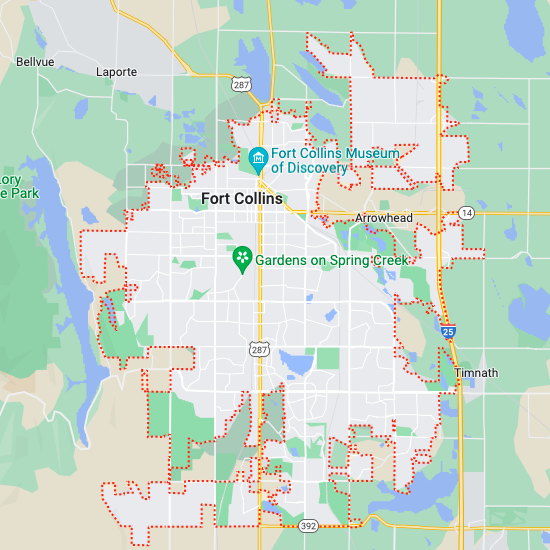 Bellvue
Laporte
287
Fort Collins Museum
of Discovery
Lory
e Park
Fort Collins
Arrowhead
14
Gardens on Spring Creek
25
287
Timnath
392